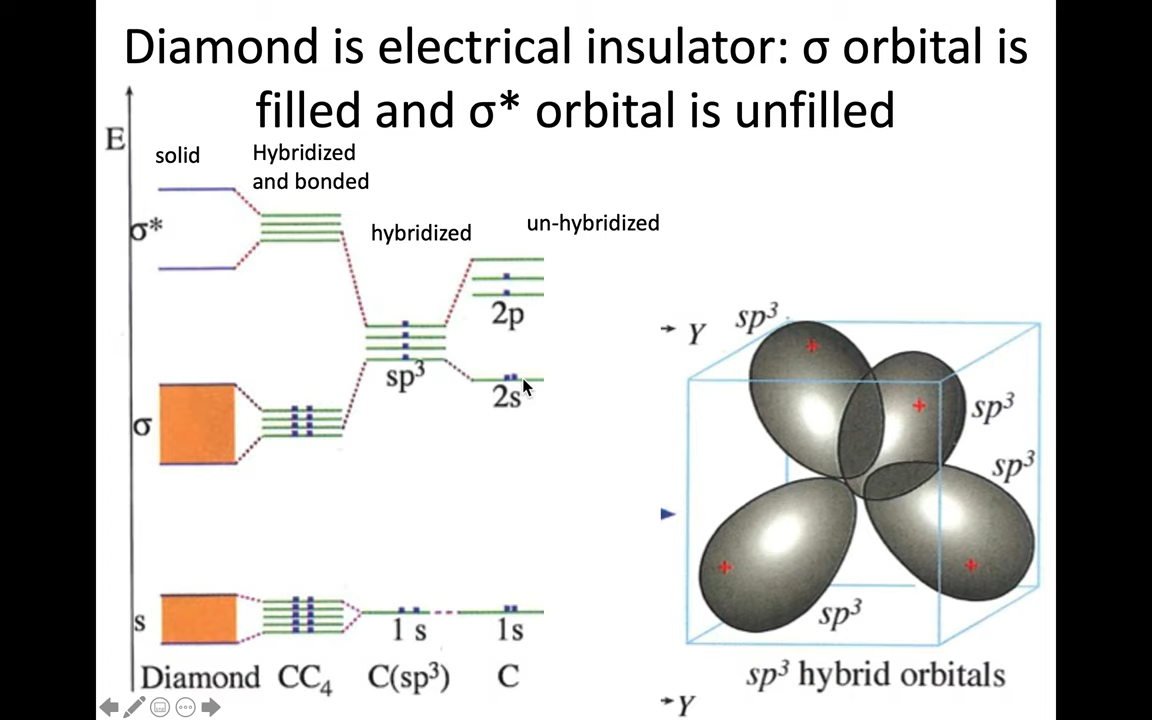 Diamond is electrical insulator: σ orbital is
filled and σ* orbital is unfilled
E
solid
Hybridized
and bonded
hybridized
un-hybridized
σ*
2p
sp³
2s
σ
s
1 s
1s
Diamond CC₄ C(sp³) C
Y
sp³
sp³
sp³
sp³
+
+
+
+
sp³ hybrid orbitals
Y